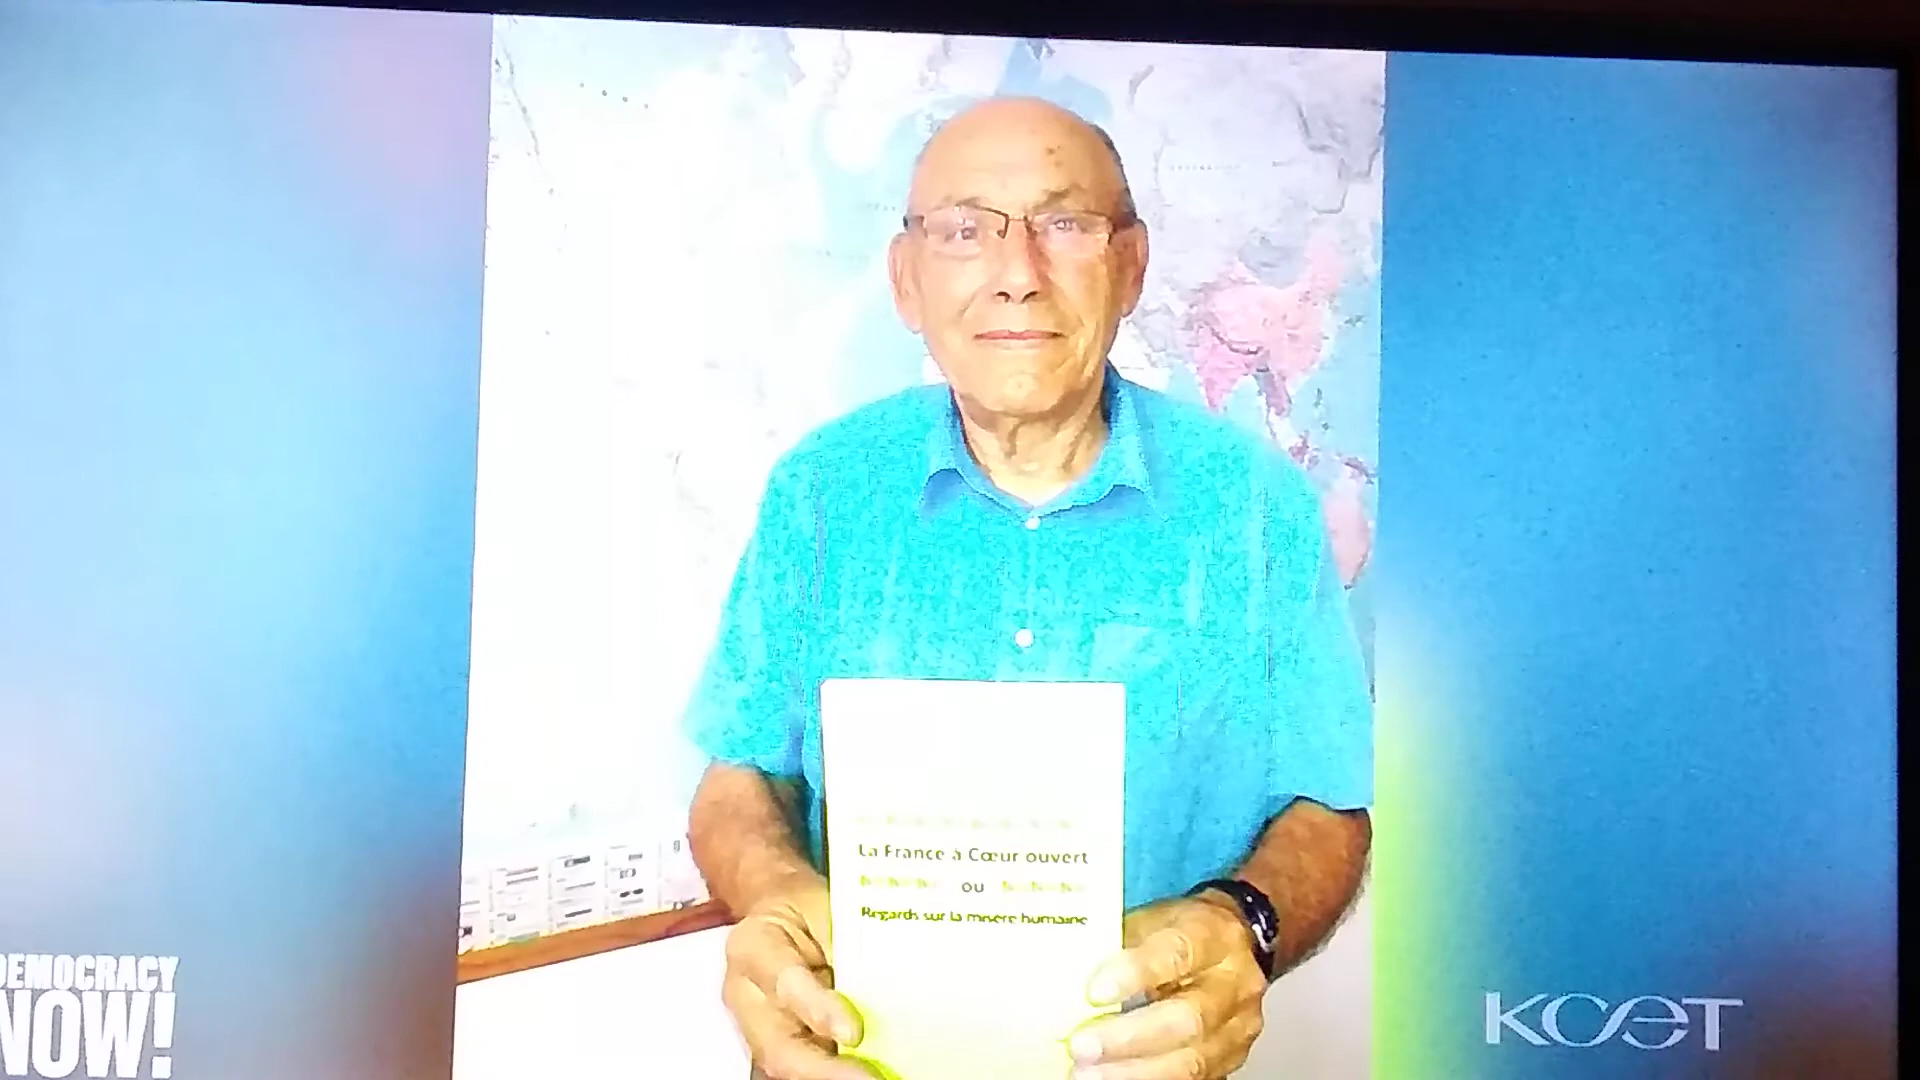 La France à Cœur ouvert
ou
Regards sur la misère humaine
DEMOCRACY
NOW!
KCET